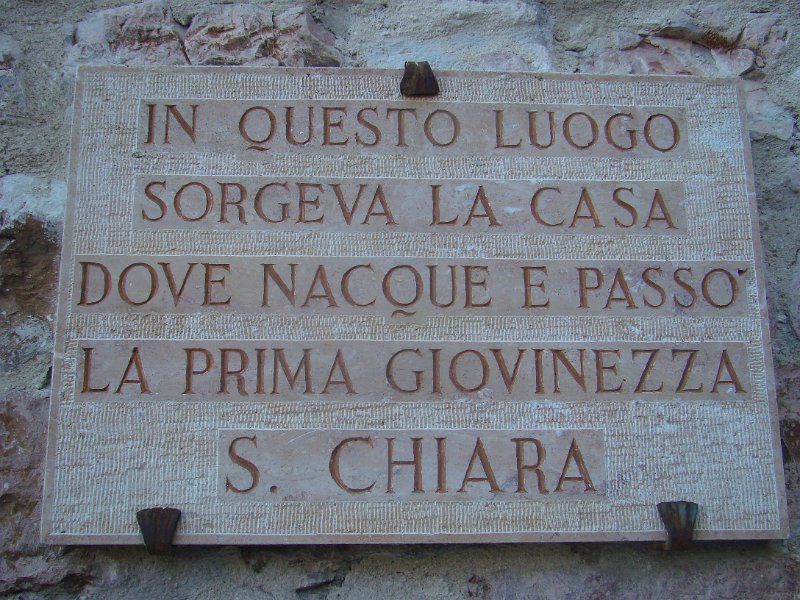 IN QUESTO LUOGO
SORGEVA LA CASA
DOVE NACQUE E PASSO'
LA PRIMA GIOVINEZZA
S. CHIARA